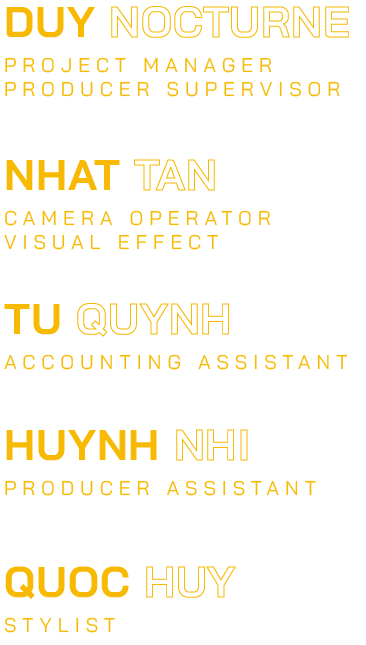 DUY NOCTURNE
PROJECT MANAGER
PRODUCER SUPERVISOR
NHAT TAN
CAMERA OPERATOR
VISUAL EFFECT
TU QUYNH
ACCOUNTING ASSISTANT
HUYNH NHI
PRODUCER ASSISTANT
QUOC HUY
STYLIST